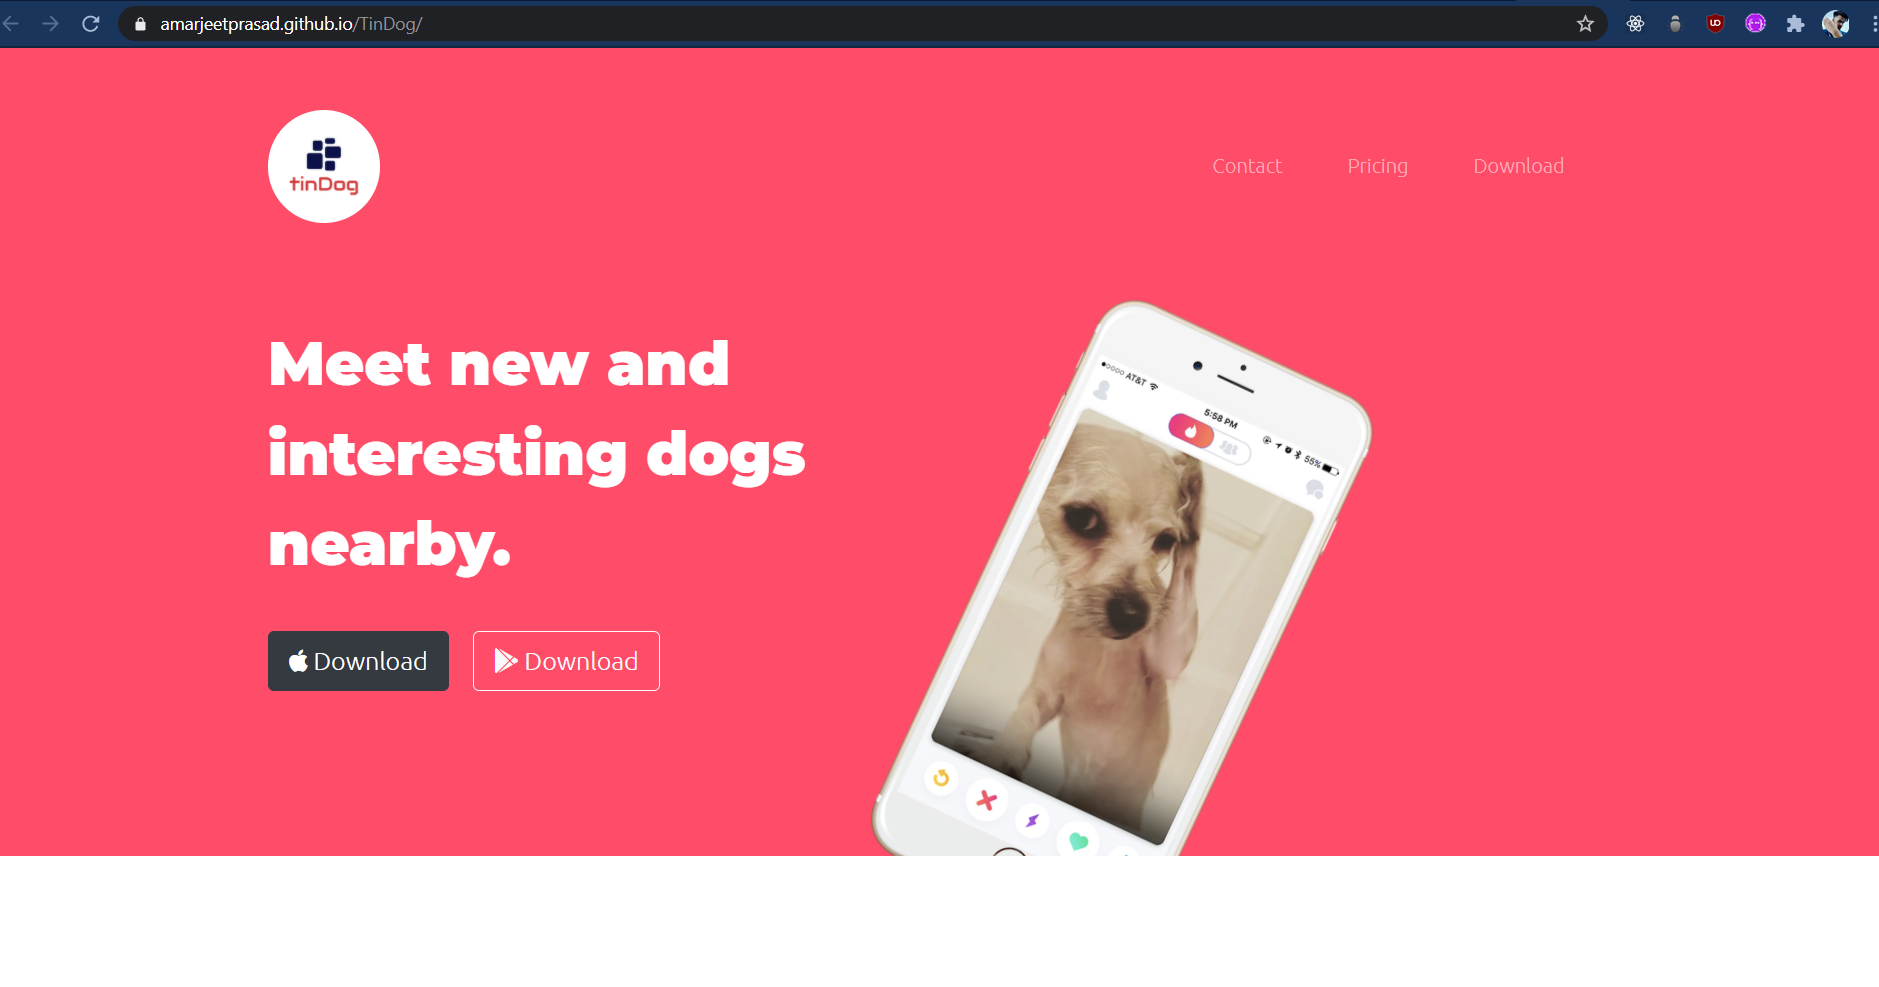 amarjeetprasad.github.io/TinDog/
UD
tinDog
Contact Pricing Download
Meet new and
interesting dogs
nearby.
Download Download
AT&T
5:58 PM
55%